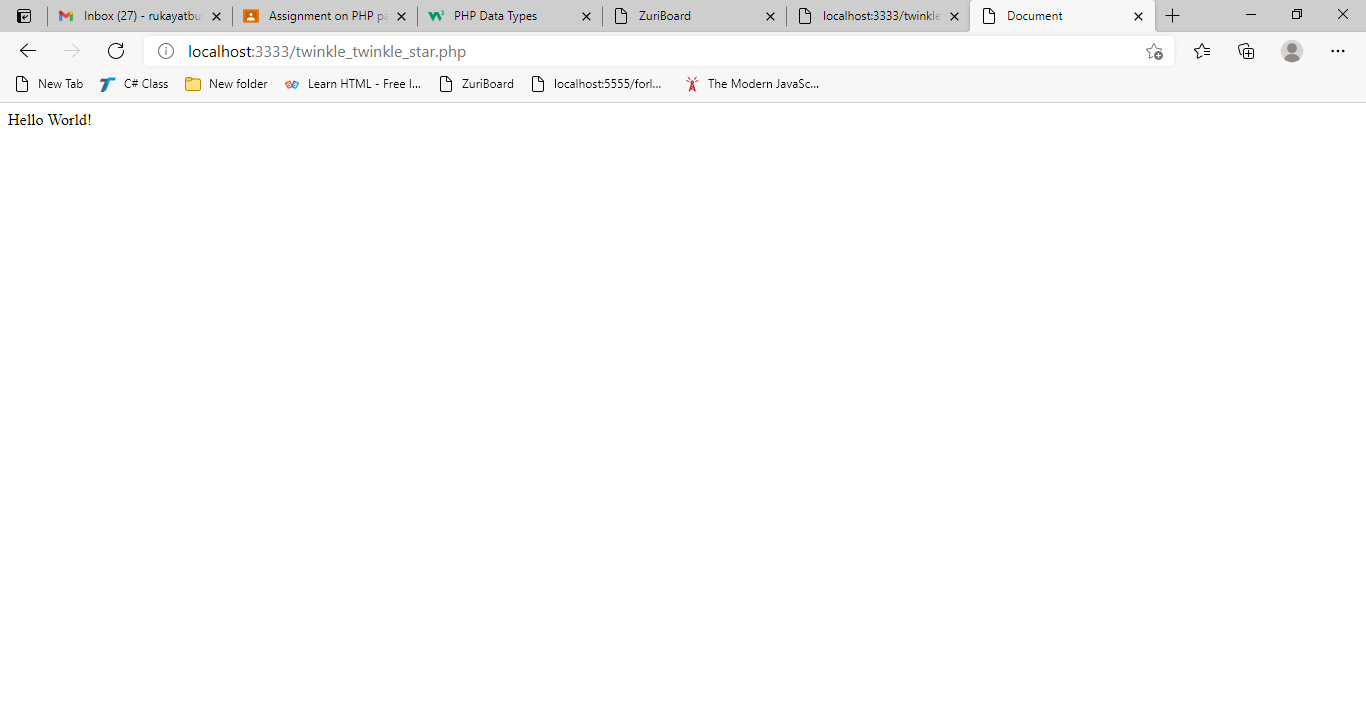 Inbox (27) - rukayatbu
Assignment on PHP pa
PHP Data Types
ZuriBoard
localhost:3333/twinkle
Document
localhost:3333/twinkle_twinkle_star.php
New Tab
C# Class
New folder
Learn HTML - Free I...
ZuriBoard
localhost:5555/forl...
The Modern JavaSc...
Hello World!